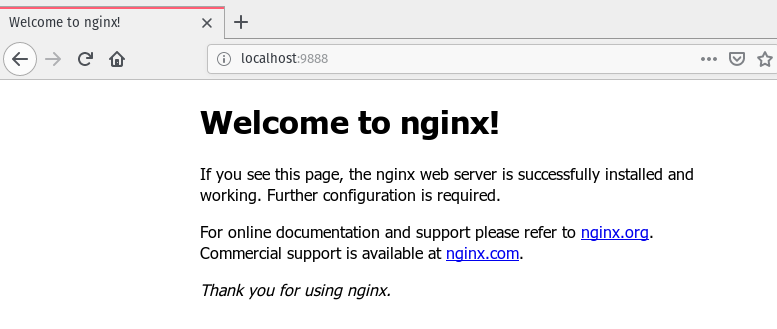 Welcome to nginx!
localhost:9888
Welcome to nginx!
If you see this page, the nginx web server is successfully installed and
working. Further configuration is required.
For online documentation and support please refer to nginx.org.
Commercial support is available at nginx.com.
Thank you for using nginx.